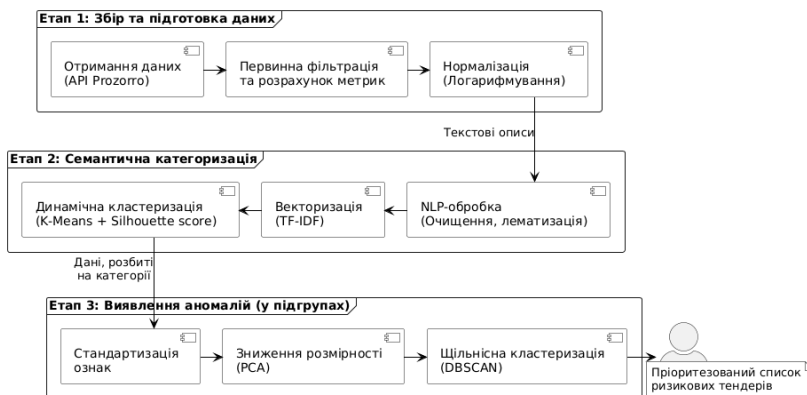 Етап 1: Збір та підготовка даних
Отримання даних
(API Prozorro)
Первинна фільтрація
та розрахунок метрик
Нормалізація
(Логарифмування)
Текстові описи
Етап 2: Семантична категоризація
Динамічна кластеризація
(K-Means + Silhouette score)
Векторизація
(TF-IDF)
NLP-обробка
(Очищення, лематизація)
Дані, розбиті
на категорії
Етап 3: Виявлення аномалій (у підгрупах)
Стандартизація
ознак
Зниження розмірності
(PCA)
Щільнісна кластеризація
(DBSCAN)
Пріоритезований список
ризикових тендерів